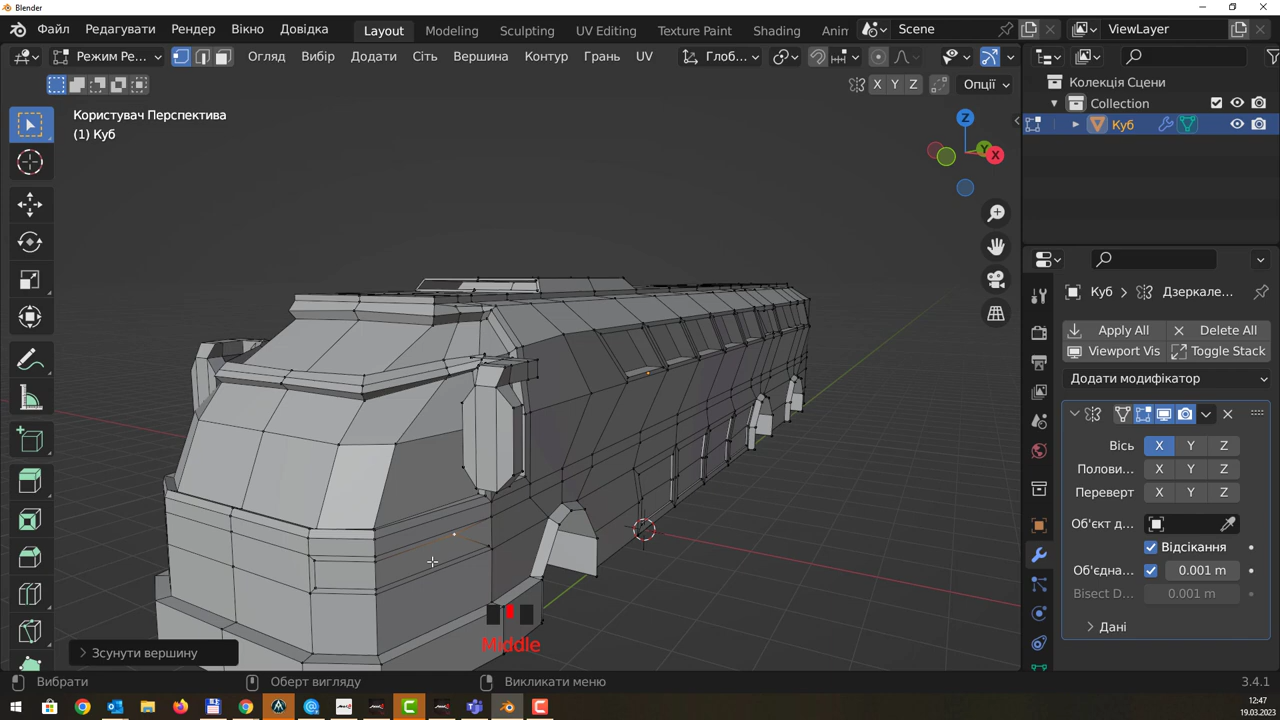 Blender
Файл Редагувати Рендер Вікно Довідка Layout Modeling Sculpting UV Editing Texture Paint Shading Anim Scene ViewLayer
Режим Ре... Огляд Вибір Додати Сіть Вершина Контур Грань UV Глоб...
X Y Z Опції
Користувач Перспектива
(1) Куб
Z
Y
X
Колекція Сцени
Collection
Куб
Куб Дзеркале...
Apply All Delete All
Viewport Vis Toggle Stack
Додати модифікатор
Вісь X Y Z
Полови... X Y Z
Переверт X Y Z
Об'єкт д...
Відсікання
Об'єдна... 0.001 m
Bisect D... 0.001 m
Дані
Middle
Зсунути вершину
Вибрати Оберт вигляду Викликати меню 3.4.1
12:47
19.03.2023